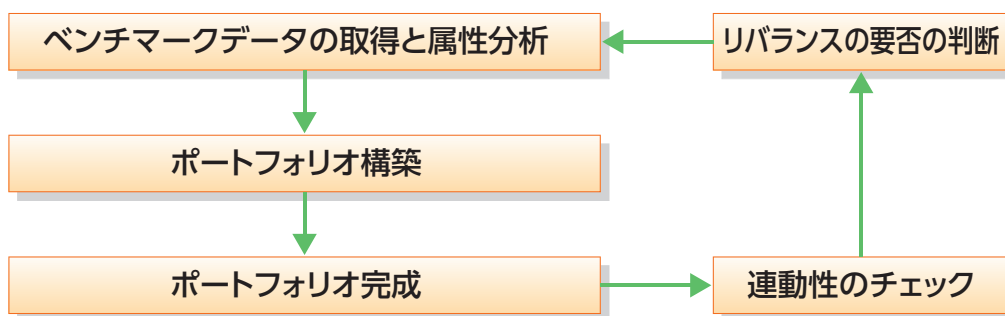 ベンチマークデータの取得と属性分析
リバランスの要否の判断
ポートフォリオ構築
ポートフォリオ完成
連動性のチェック